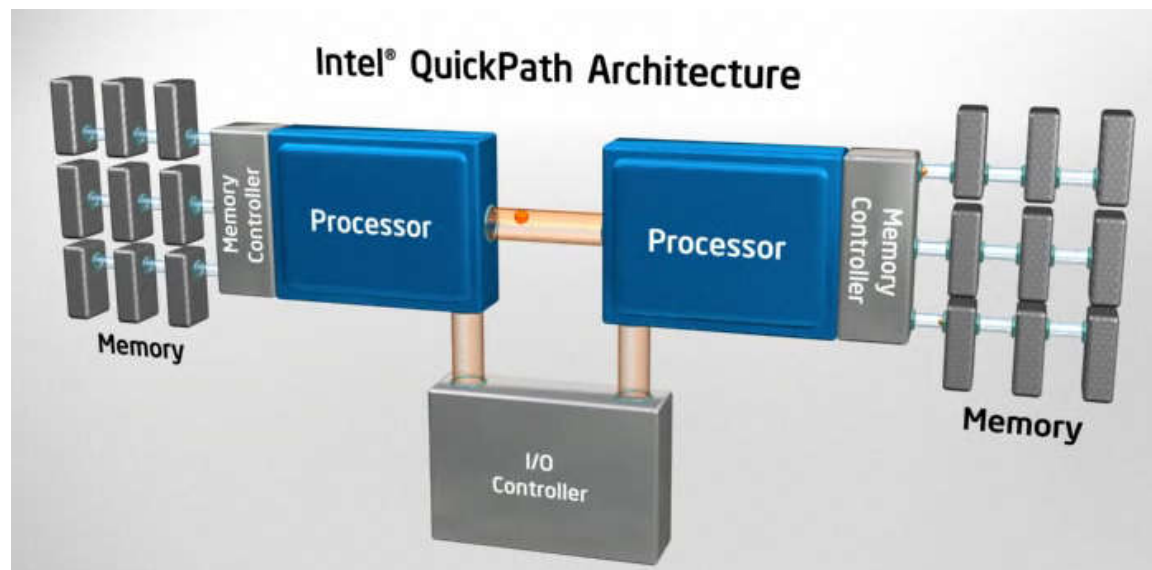 Intel® QuickPath Architecture
Memory
Controller
Processor
Processor
Memory
Controller
Memory
Memory
I/O
Controller